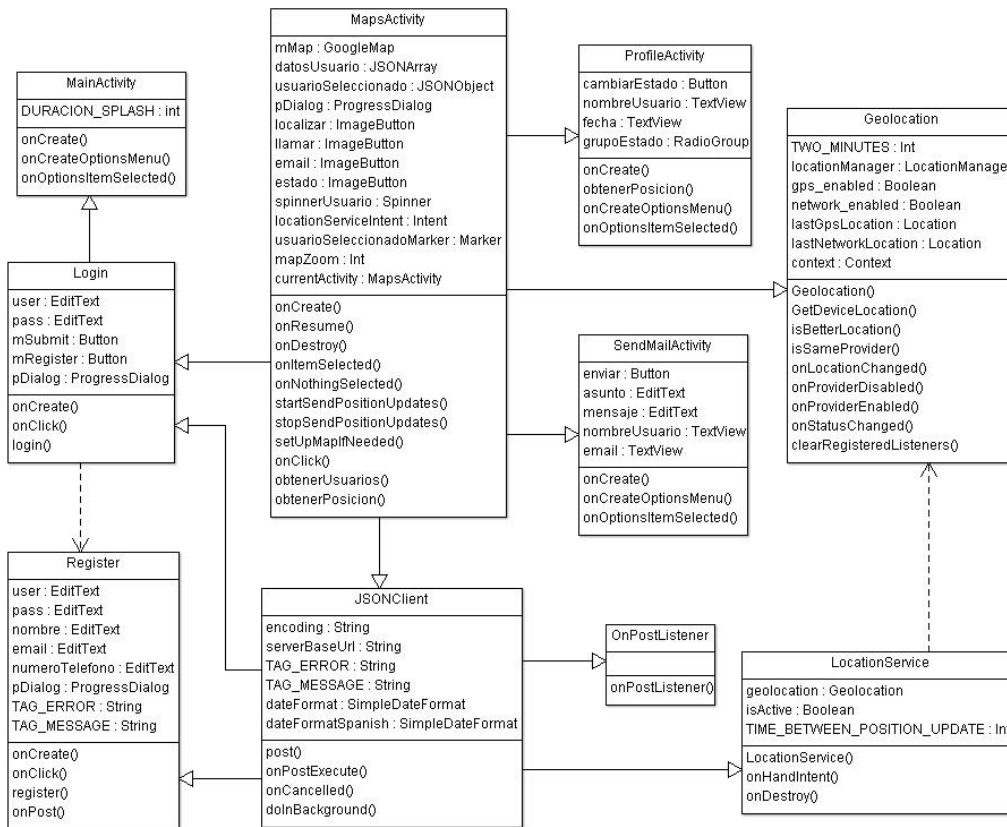 MapsActivity
mMap : GoogleMap
datosUsuario : JSONArray
usuarioSeleccionado : JSONObject
pDialog : ProgressDialog
localizar : ImageButton
llamar : ImageButton
email : ImageButton
estado : ImageButton
spinnerUsuario : Spinner
locationServiceIntent : Intent
usuarioSeleccionadoMarker : Marker
mapZoom : Int
currentActivity : MapsActivity
onCreate()
onResume()
onDestroy()
onItemSelected()
onNothingSelected()
startSendPositionUpdates()
stopSendPositionUpdates()
setUpMapIfNeeded()
onClick()
obtenerUsuarios()
obtenerPosicion()
MainActivity
DURACION_SPLASH : int
onCreate()
onCreateOptionsMenu()
onOptionsItemSelected()
ProfileActivity
cambiarEstado : Button
nombreUsuario : TextView
fecha : TextView
grupoEstado : RadioGroup
onCreate()
obtenerPosicion()
onCreateOptionsMenu()
onOptionsItemSelected()
Geolocation
TWO_MINUTES : Int
locationManager : LocationManage
gps_enabled : Boolean
network_enabled : Boolean
lastGpsLocation : Location
lastNetworkLocation : Location
context : Context
Geolocation()
GetDeviceLocation()
isBetterLocation()
isSameProvider()
onLocationChanged()
onProviderDisabled()
onProviderEnabled()
onStatusChanged()
clearRegisteredListeners()
Login
user : EditText
pass : EditText
mSubmit : Button
mRegister : Button
pDialog : ProgressDialog
onCreate()
onClick()
login()
SendMailActivity
enviar : Button
asunto : EditText
mensaje : EditText
nombreUsuario : TextView
email : TextView
onCreate()
onCreateOptionsMenu()
onOptionsItemSelected()
Register
user : EditText
pass : EditText
nombre : EditText
email : EditText
numeroTelefono : EditText
pDialog : ProgressDialog
TAG_ERROR : String
TAG_MESSAGE : String
onCreate()
onClick()
register()
onPost()
JSONClient
encoding : String
serverBaseUrl : String
TAG_ERROR : String
TAG_MESSAGE : String
dateFormat : SimpleDateFormat
dateFormatSpanish : SimpleDateFormat
post()
onPostExecute()
onCancelled()
doInBackground()
OnPostListener
onPostListener()
LocationService
geolocation : Geolocation
isActive : Boolean
TIME_BETWEEN_POSITION_UPDATE : In
LocationService()
onHandIntent()
onDestroy()